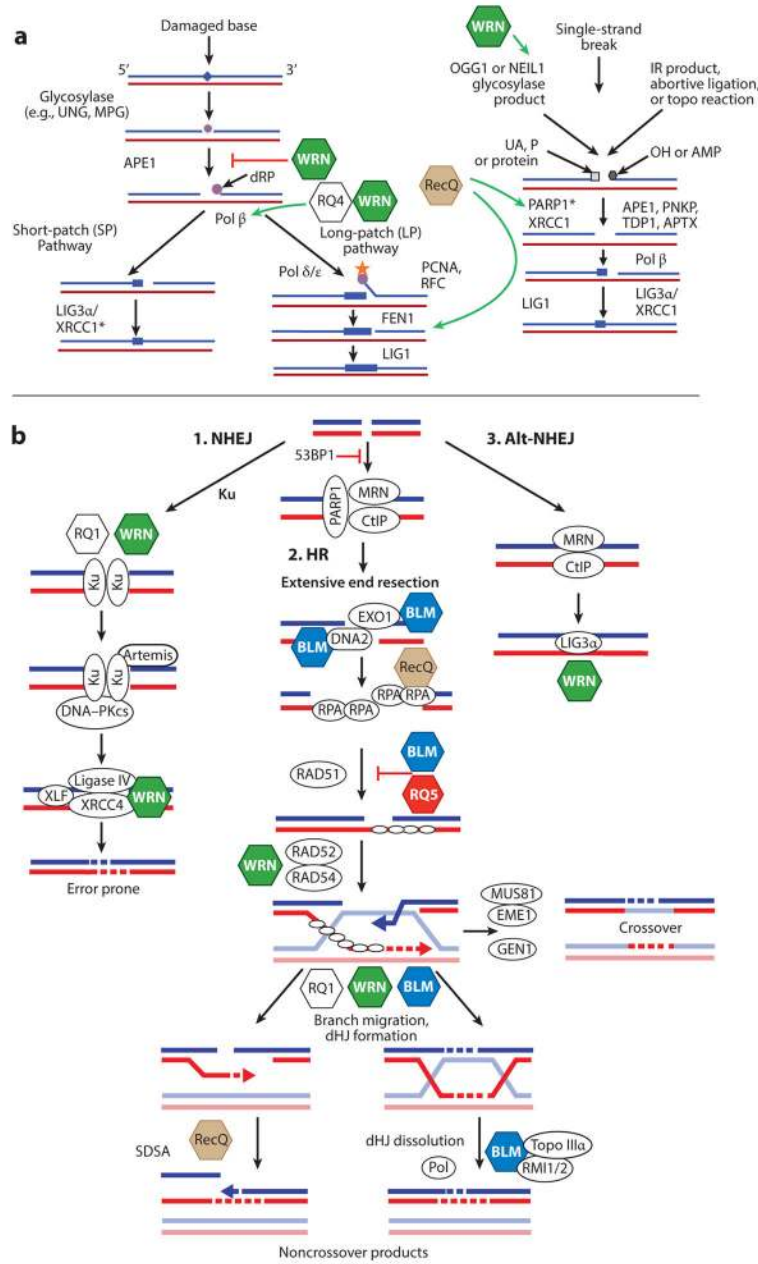 a
Damaged base
5′ 3′
Glycosylase
(e.g., UNG, MPG)
APE1
WRN
dRP
RQ4
WRN
Pol β
Short-patch (SP)
Pathway
Long-patch (LP)
pathway
Pol δ/ε
PCNA,
RFC
LIG3α/
XRCC1*
FEN1
LIG1
WRN
Single-strand
break
OGG1 or NEIL1
glycosylase
product
IR product,
abortive ligation,
or topo reaction
UA, P
or protein
OH or AMP
RecQ
PARP1*
XRCC1
APE1, PNKP,
TDP1, APTX
Pol β
LIG1
LIG3α/
XRCC1
b
1. NHEJ
3. Alt-NHEJ
53BP1
Ku
PARP1
MRN
CtIP
RQ1
WRN
Ku Ku
Artemis
Ku Ku
DNA–PKcs
Ligase IV
XLF
XRCC4
WRN
Error prone
2. HR
Extensive end resection
EXO1
BLM
BLM
DNA2
RecQ
RPA RPA
RPA RPA
RAD51
BLM
RQ5
WRN
RAD52
RAD54
MUS81
EME1
GEN1
Crossover
MRN
CtIP
LIG3α
WRN
RQ1
WRN
BLM
Branch migration,
dHJ formation
SDSA
RecQ
dHJ dissolution
Pol
BLM
Topo IIIα
RMI1/2
Noncrossover products